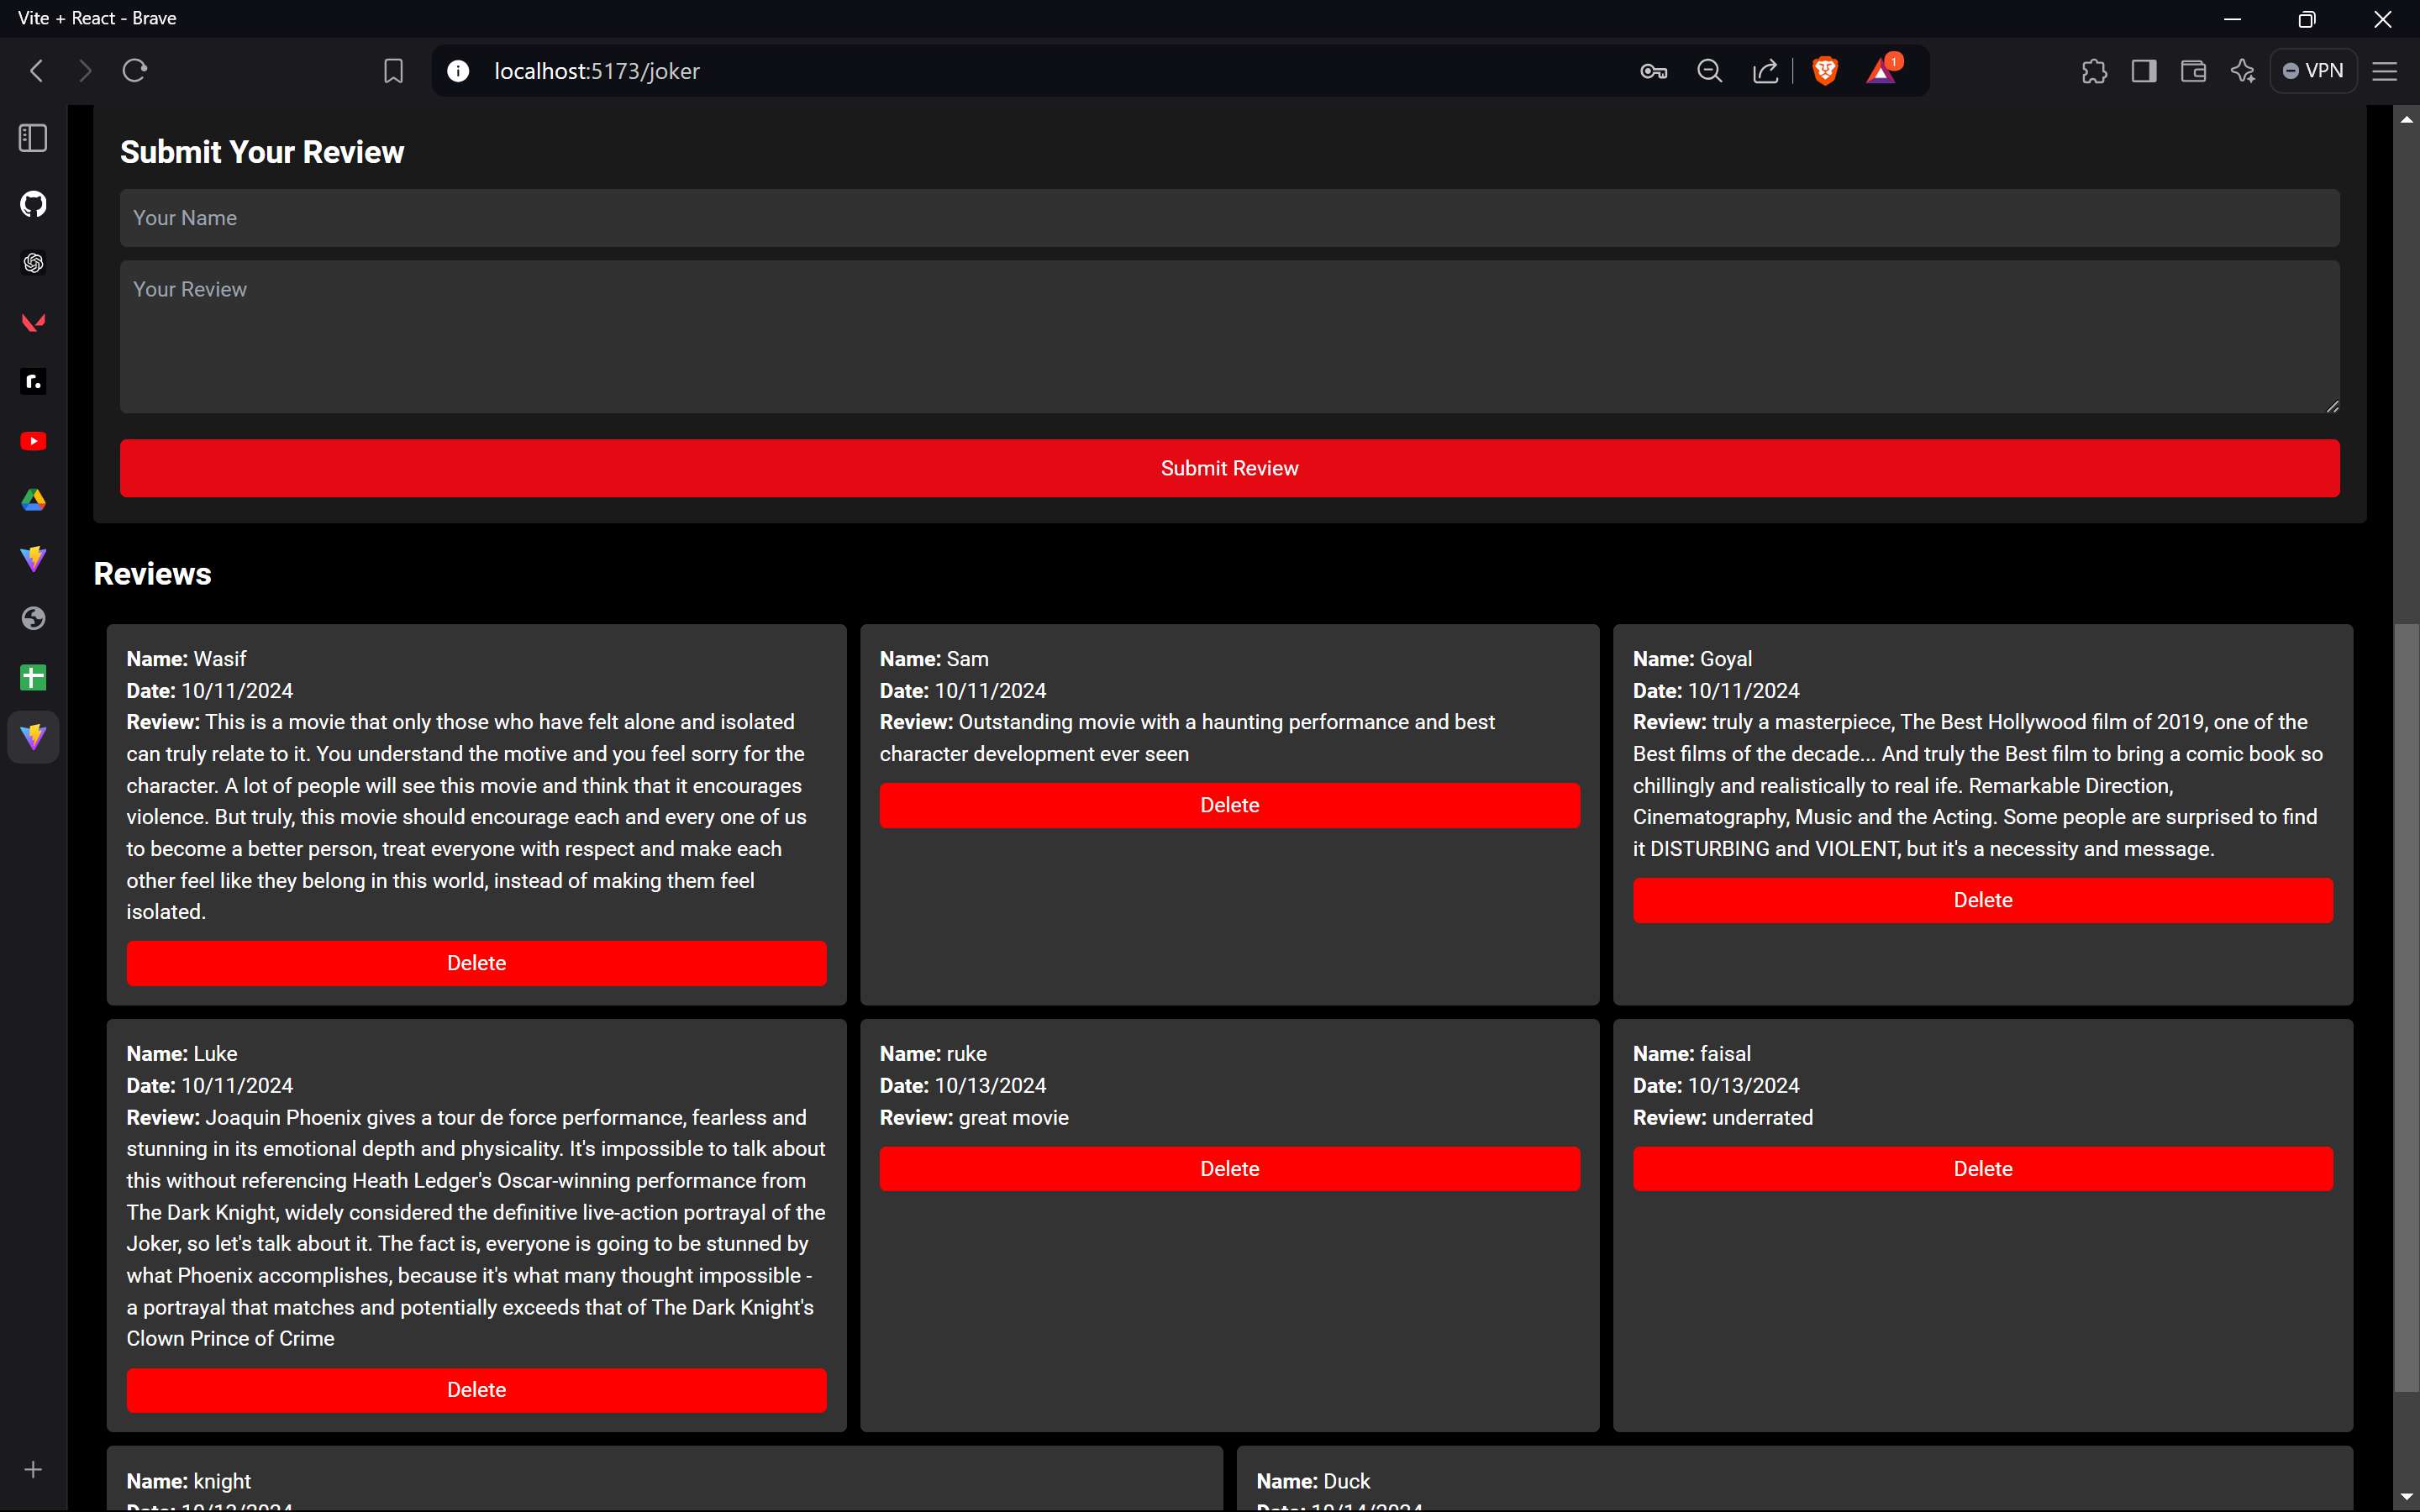 Vite + React - Brave
localhost:5173/joker
1
VPN
Submit Your Review
Your Name
Your Review
Submit Review
Reviews
Name: Wasif
Date: 10/11/2024
Review: This is a movie that only those who have felt alone and isolated
can truly relate to it. You understand the motive and you feel sorry for the
character. A lot of people will see this movie and think that it encourages
violence. But truly, this movie should encourage each and every one of us
to become a better person, treat everyone with respect and make each
other feel like they belong in this world, instead of making them feel
isolated.
Delete
Name: Sam
Date: 10/11/2024
Review: Outstanding movie with a haunting performance and best
character development ever seen
Delete
Name: Goyal
Date: 10/11/2024
Review: truly a masterpiece, The Best Hollywood film of 2019, one of the
Best films of the decade... And truly the Best film to bring a comic book so
chillingly and realistically to real ife. Remarkable Direction,
Cinematography, Music and the Acting. Some people are surprised to find
it DISTURBING and VIOLENT, but it's a necessity and message.
Delete
Name: Luke
Date: 10/11/2024
Review: Joaquin Phoenix gives a tour de force performance, fearless and
stunning in its emotional depth and physicality. It's impossible to talk about
this without referencing Heath Ledger's Oscar-winning performance from
The Dark Knight, widely considered the definitive live-action portrayal of the
Joker, so let's talk about it. The fact is, everyone is going to be stunned by
what Phoenix accomplishes, because it's what many thought impossible -
a portrayal that matches and potentially exceeds that of The Dark Knight's
Clown Prince of Crime
Delete
Name: ruke
Date: 10/13/2024
Review: great movie
Delete
Name: faisal
Date: 10/13/2024
Review: underrated
Delete
Name: knight
Name: Duck